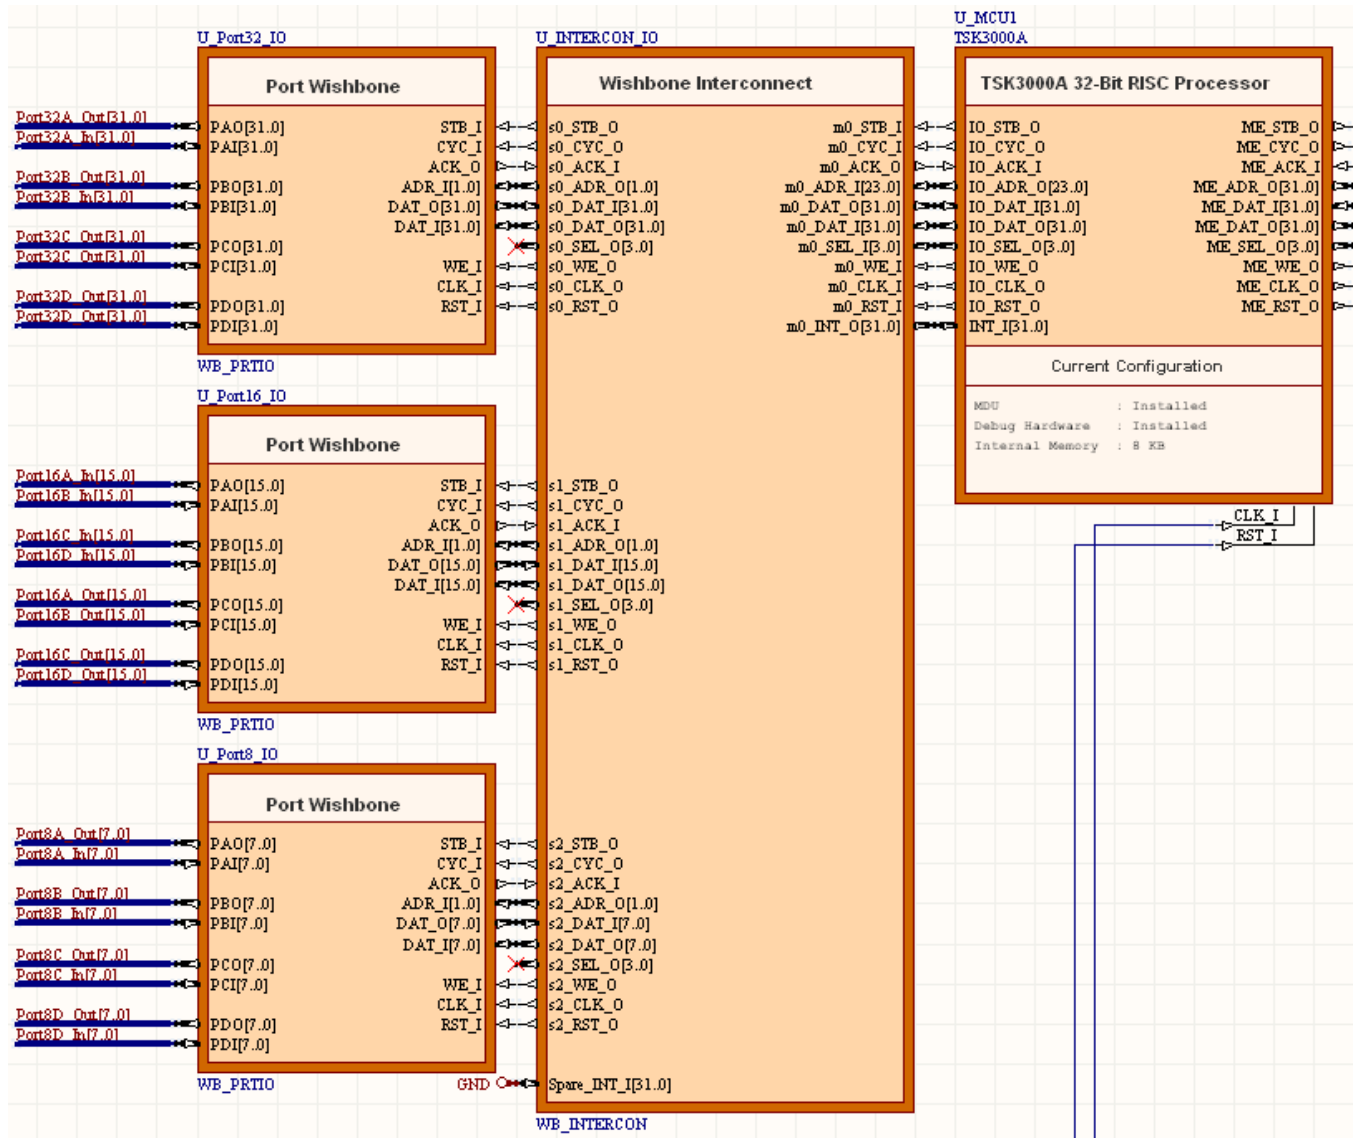 U_Port32_IO
Port Wishbone
Port32A_Out[31..0]
Port32A_In[31..0]
Port32B_Out[31..0]
Port32B_In[31..0]
Port32C_Out[31..0]
Port32C_Out[31..0]
Port32D_Out[31..0]
Port32D_Out[31..0]
PAO[31..0]
PAI[31..0]
PBO[31..0]
PBI[31..0]
PCO[31..0]
PCI[31..0]
PDO[31..0]
PDI[31..0]
STB_I
CYC_I
ACK_O
ADR_I[1..0]
DAT_O[31..0]
DAT_I[31..0]
WE_I
CLK_I
RST_I
WB_PRTIO
U_Port16_IO
Port Wishbone
Port16A_In[15..0]
Port16B_In[15..0]
Port16C_In[15..0]
Port16D_In[15..0]
Port16A_Out[15..0]
Port16B_Out[15..0]
Port16C_Out[15..0]
Port16D_Out[15..0]
PAO[15..0]
PAI[15..0]
PBO[15..0]
PBI[15..0]
PCO[15..0]
PCI[15..0]
PDO[15..0]
PDI[15..0]
STB_I
CYC_I
ACK_O
ADR_I[1..0]
DAT_O[15..0]
DAT_I[15..0]
WE_I
CLK_I
RST_I
WB_PRTIO
U_Port8_IO
Port Wishbone
Port8A_Out[7..0]
Port8A_In[7..0]
Port8B_Out[7..0]
Port8B_In[7..0]
Port8C_Out[7..0]
Port8C_In[7..0]
Port8D_Out[7..0]
Port8D_In[7..0]
PAO[7..0]
PAI[7..0]
PBO[7..0]
PBI[7..0]
PCO[7..0]
PCI[7..0]
PDO[7..0]
PDI[7..0]
STB_I
CYC_I
ACK_O
ADR_I[1..0]
DAT_O[7..0]
DAT_I[7..0]
WE_I
CLK_I
RST_I
WB_PRTIO
GND
U_INTERCON_IO
Wishbone Interconnect
s0_STB_O
s0_CYC_O
s0_ACK_I
s0_ADR_O[1..0]
s0_DAT_I[31..0]
s0_DAT_O[31..0]
s0_SEL_O[3..0]
s0_WE_O
s0_CLK_O
s0_RST_O
s1_STB_O
s1_CYC_O
s1_ACK_I
s1_ADR_O[1..0]
s1_DAT_I[15..0]
s1_DAT_O[15..0]
s1_SEL_O[3..0]
s1_WE_O
s1_CLK_O
s1_RST_O
s2_STB_O
s2_CYC_O
s2_ACK_I
s2_ADR_O[1..0]
s2_DAT_I[7..0]
s2_DAT_O[7..0]
s2_SEL_O[3..0]
s2_WE_O
s2_CLK_O
s2_RST_O
Spare_INT_I[31..0]
m0_STB_I
m0_CYC_I
m0_ACK_O
m0_ADR_I[23..0]
m0_DAT_O[31..0]
m0_DAT_I[31..0]
m0_SEL_I[3..0]
m0_WE_I
m0_CLK_I
m0_RST_I
m0_INT_O[31..0]
WB_INTERCON
U_MCU1
TSK3000A
TSK3000A 32-Bit RISC Processor
IO_STB_O
IO_CYC_O
IO_ACK_I
IO_ADR_O[23..0]
IO_DAT_I[31..0]
IO_DAT_O[31..0]
IO_SEL_O[3..0]
IO_WE_O
IO_CLK_O
IO_RST_O
INT_I[31..0]
ME_STB_O
ME_CYC_O
ME_ACK_I
ME_ADR_O[31..0]
ME_DAT_I[31..0]
ME_DAT_O[31..0]
ME_SEL_O[3..0]
ME_WE_O
ME_CLK_O
ME_RST_O
Current Configuration
MDU : Installed
Debug Hardware : Installed
Internal Memory : 8 KB
CLK_I
RST_I